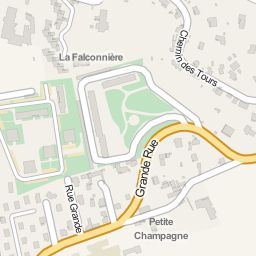 La Falconnière
Chemin des Tours
Grande Rue
Rue Grande
Petite
Champagne